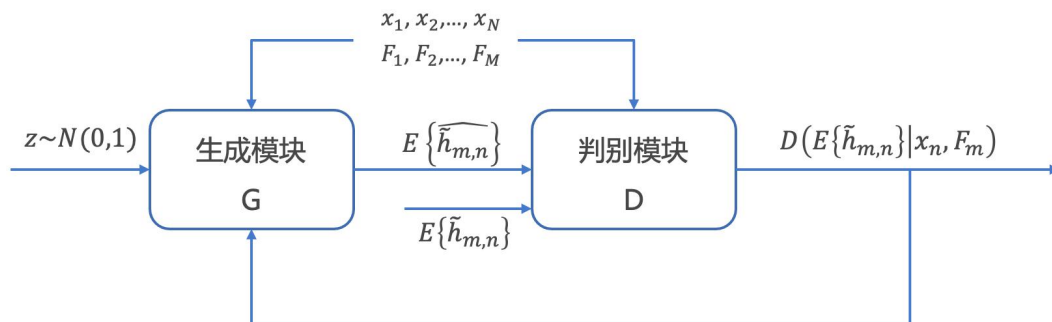 x₁, x₂,..., x_N
F₁, F₂,..., F_M
z~N(0,1)
生成模块
G
E{\widehat{\tilde{h}_{m,n}}}
E{\tilde{h}_{m,n}}
判别模块
D
D(E{\tilde{h}_{m,n}}|x_n, F_m)